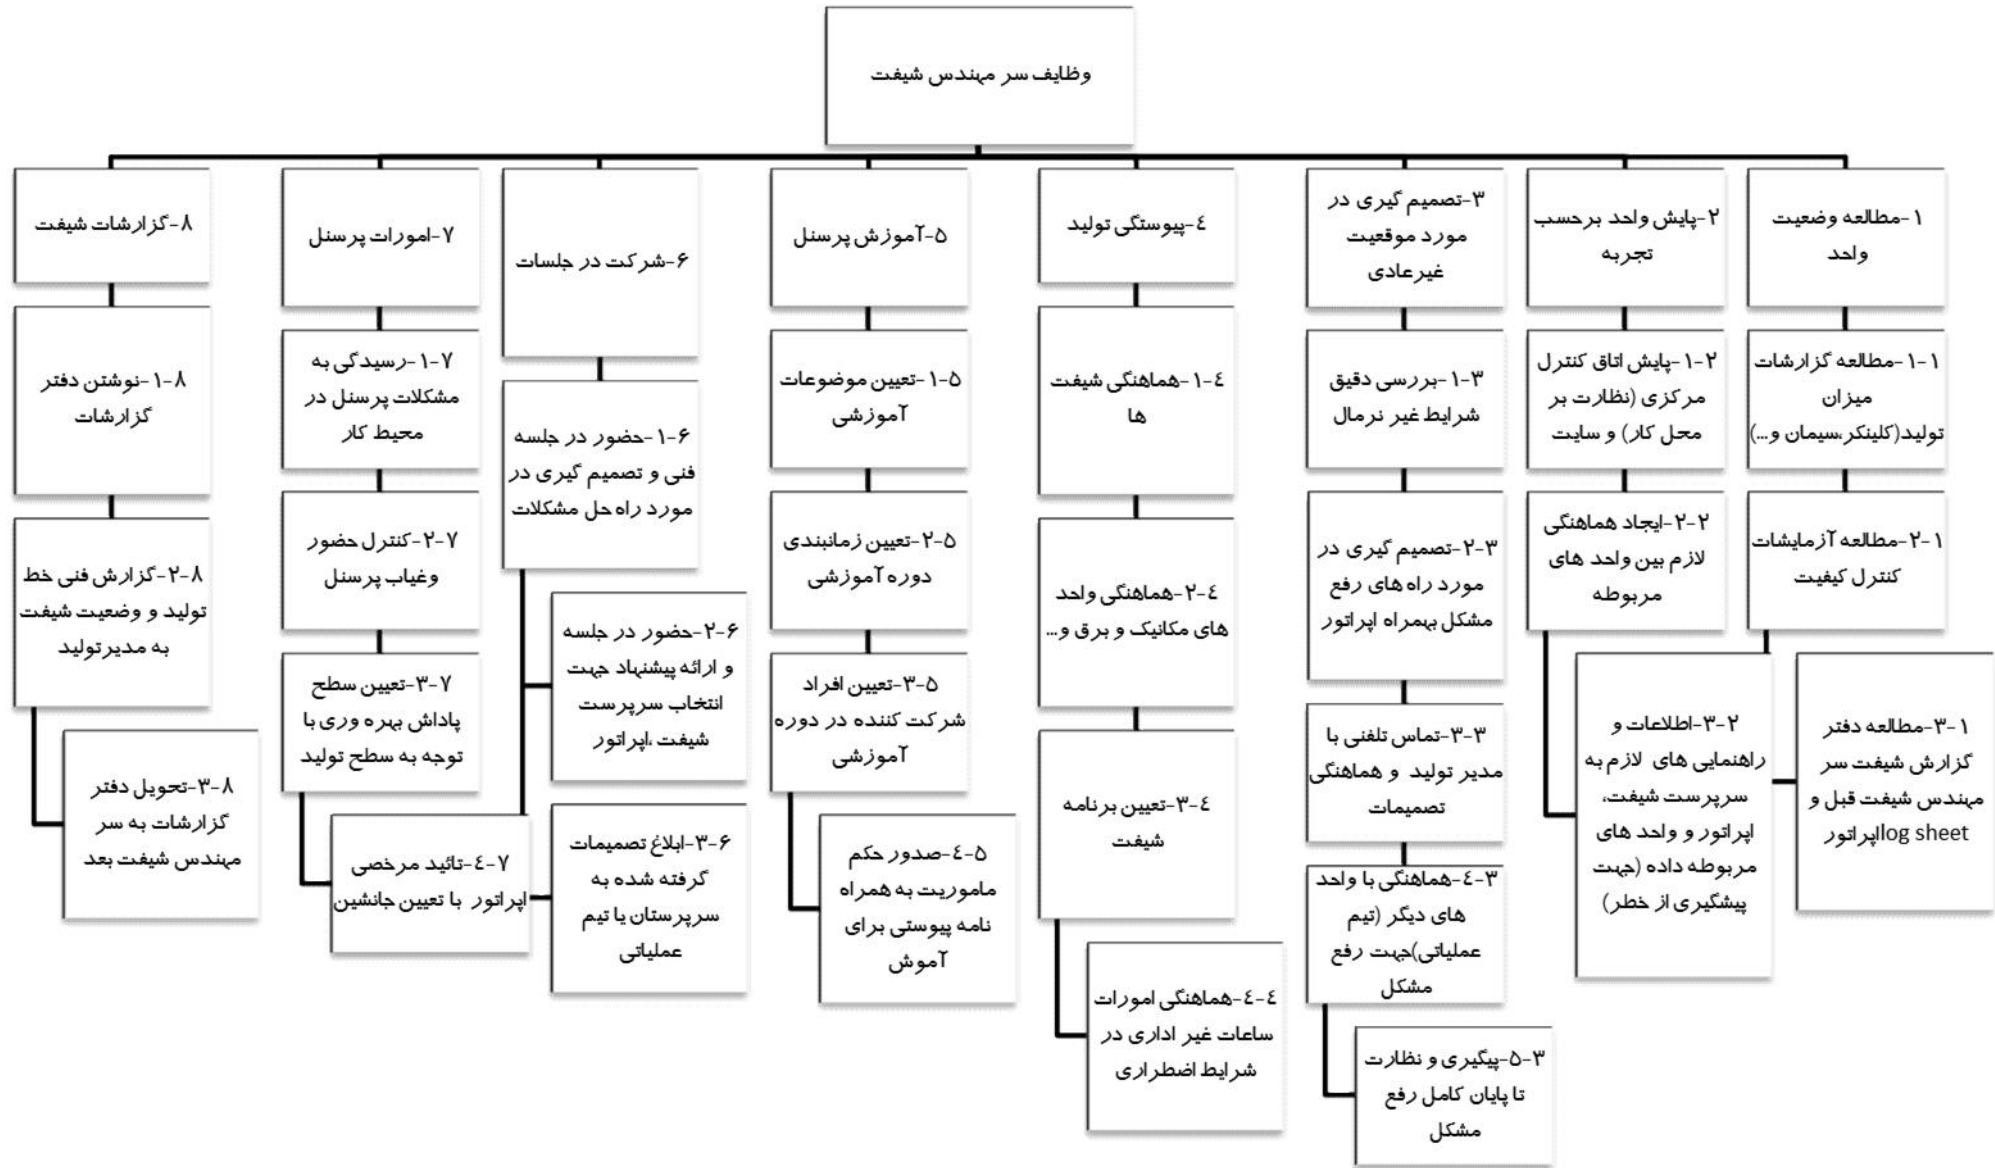 وظایف سر مهندس شیفت
۱-مطالعه وضعیت
واحد
۱-۱-مطالعه گزارشات
میزان
تولید(کلینکر،سیمان و...)
۲-۱-مطالعه آزمایشات
کنترل کیفیت
۳-۱-مطالعه دفتر
گزارش شیفت سر
مهندس شیفت قبل و
log sheetاپراتور
۲-پایش واحد برحسب
تجربه
۱-۲-پایش اتاق کنترل
مرکزی (نظارت بر
محل کار) و سایت
۲-۲-ایجاد هماهنگی
لازم بین واحد های
مربوطه
۳-۲-اطلاعات و
راهنمایی های لازم به
سرپرست شیفت،
اپراتور و واحد های
مربوطه داده (جهت
پیشگیری از خطر)
۳-تصمیم گیری در
مورد موقعیت
غیرعادی
۱-۳-بررسی دقیق
شرایط غیر نرمال
۲-۳-تصمیم گیری در
مورد راه های رفع
مشکل بهمراه اپراتور
۳-۳-تماس تلفنی با
مدیر تولید و هماهنگی
تصمیمات
۴-۳-هماهنگی با واحد
های دیگر (تیم
عملیاتی)جهت رفع
مشکل
۵-۳-پیگیری و نظارت
تا پایان کامل رفع
مشکل
۴-پیوستگی تولید
۱-۴-هماهنگی شیفت
ها
۲-۴-هماهنگی واحد
های مکانیک و برق و...
۳-۴-تعیین برنامه
شیفت
۴-۴-هماهنگی امورات
ساعات غیر اداری در
شرایط اضطراری
۵-آموزش پرسنل
۱-۵-تعیین موضوعات
آموزشی
۲-۵-تعیین زمانبندی
دوره آموزشی
۳-۵-تعیین افراد
شرکت کننده در دوره
آموزشی
۴-۵-صدور حکم
ماموریت به همراه
نامه پیوستی برای
آموش
۶-شرکت در جلسات
۱-۶-حضور در جلسه
فنی و تصمیم گیری در
مورد راه حل مشکلات
۲-۶-حضور در جلسه
و ارائه پیشنهاد جهت
انتخاب سرپرست
شیفت ،اپراتور
۳-۶-ابلاغ تصمیمات
گرفته شده به
سرپرستان یا تیم
عملیاتی
۷-امورات پرسنل
۱-۷-رسیدگی به
مشکلات پرسنل در
محیط کار
۲-۷-کنترل حضور
وغیاب پرسنل
۳-۷-تعیین سطح
پاداش بهره وری با
توجه به سطح تولید
۴-۷-تائید مرخصی
اپراتور با تعیین جانشین
۸-گزارشات شیفت
۱-۸-نوشتن دفتر
گزارشات
۲-۸-گزارش فنی خط
تولید و وضعیت شیفت
به مدیرتولید
۳-۸-تحویل دفتر
گزارشات به سر
مهندس شیفت بعد